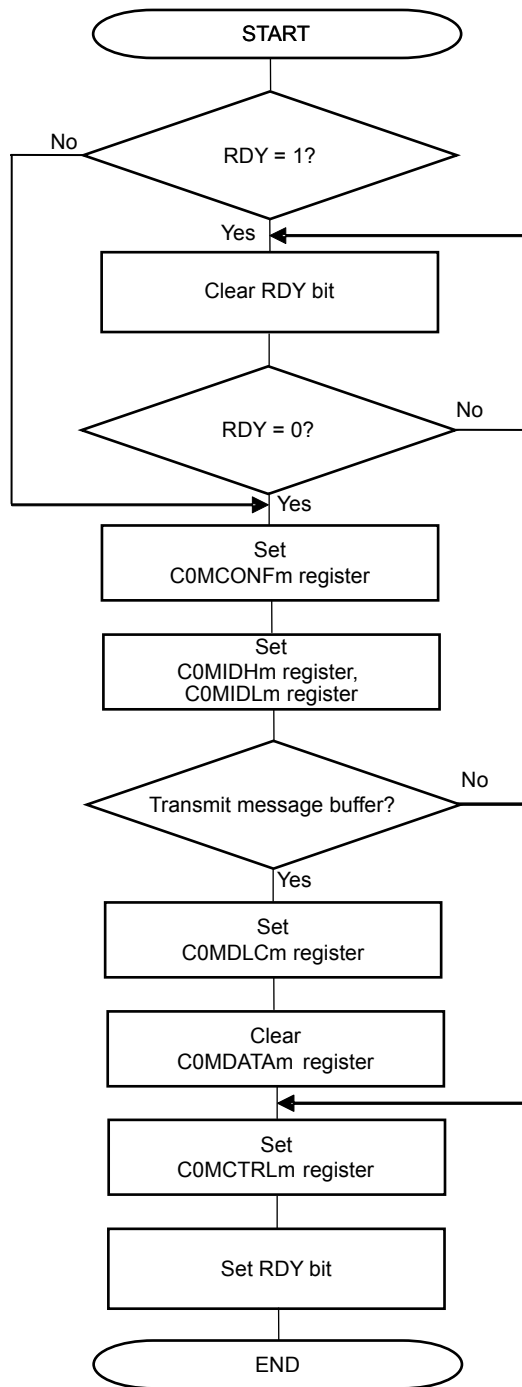 START
No
RDY = 1?
Yes
Clear RDY bit
No
RDY = 0?
Yes
Set
C0MCONFm register
Set
C0MIDHm register,
C0MIDLm register
No
Transmit message buffer?
Yes
Set
C0MDLCm register
Clear
C0MDATAm register
Set
C0MCTRLm register
Set RDY bit
END